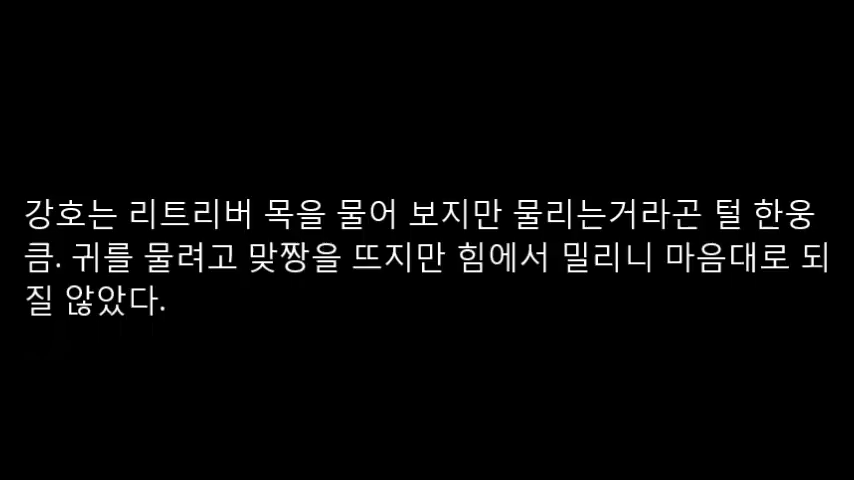 강호는 리트리버 목을 물어 보지만 물리는거라곤 털 한웅
큼. 귀를 물려고 맞짱을 뜨지만 힘에서 밀리니 마음대로 되
질 않았다.